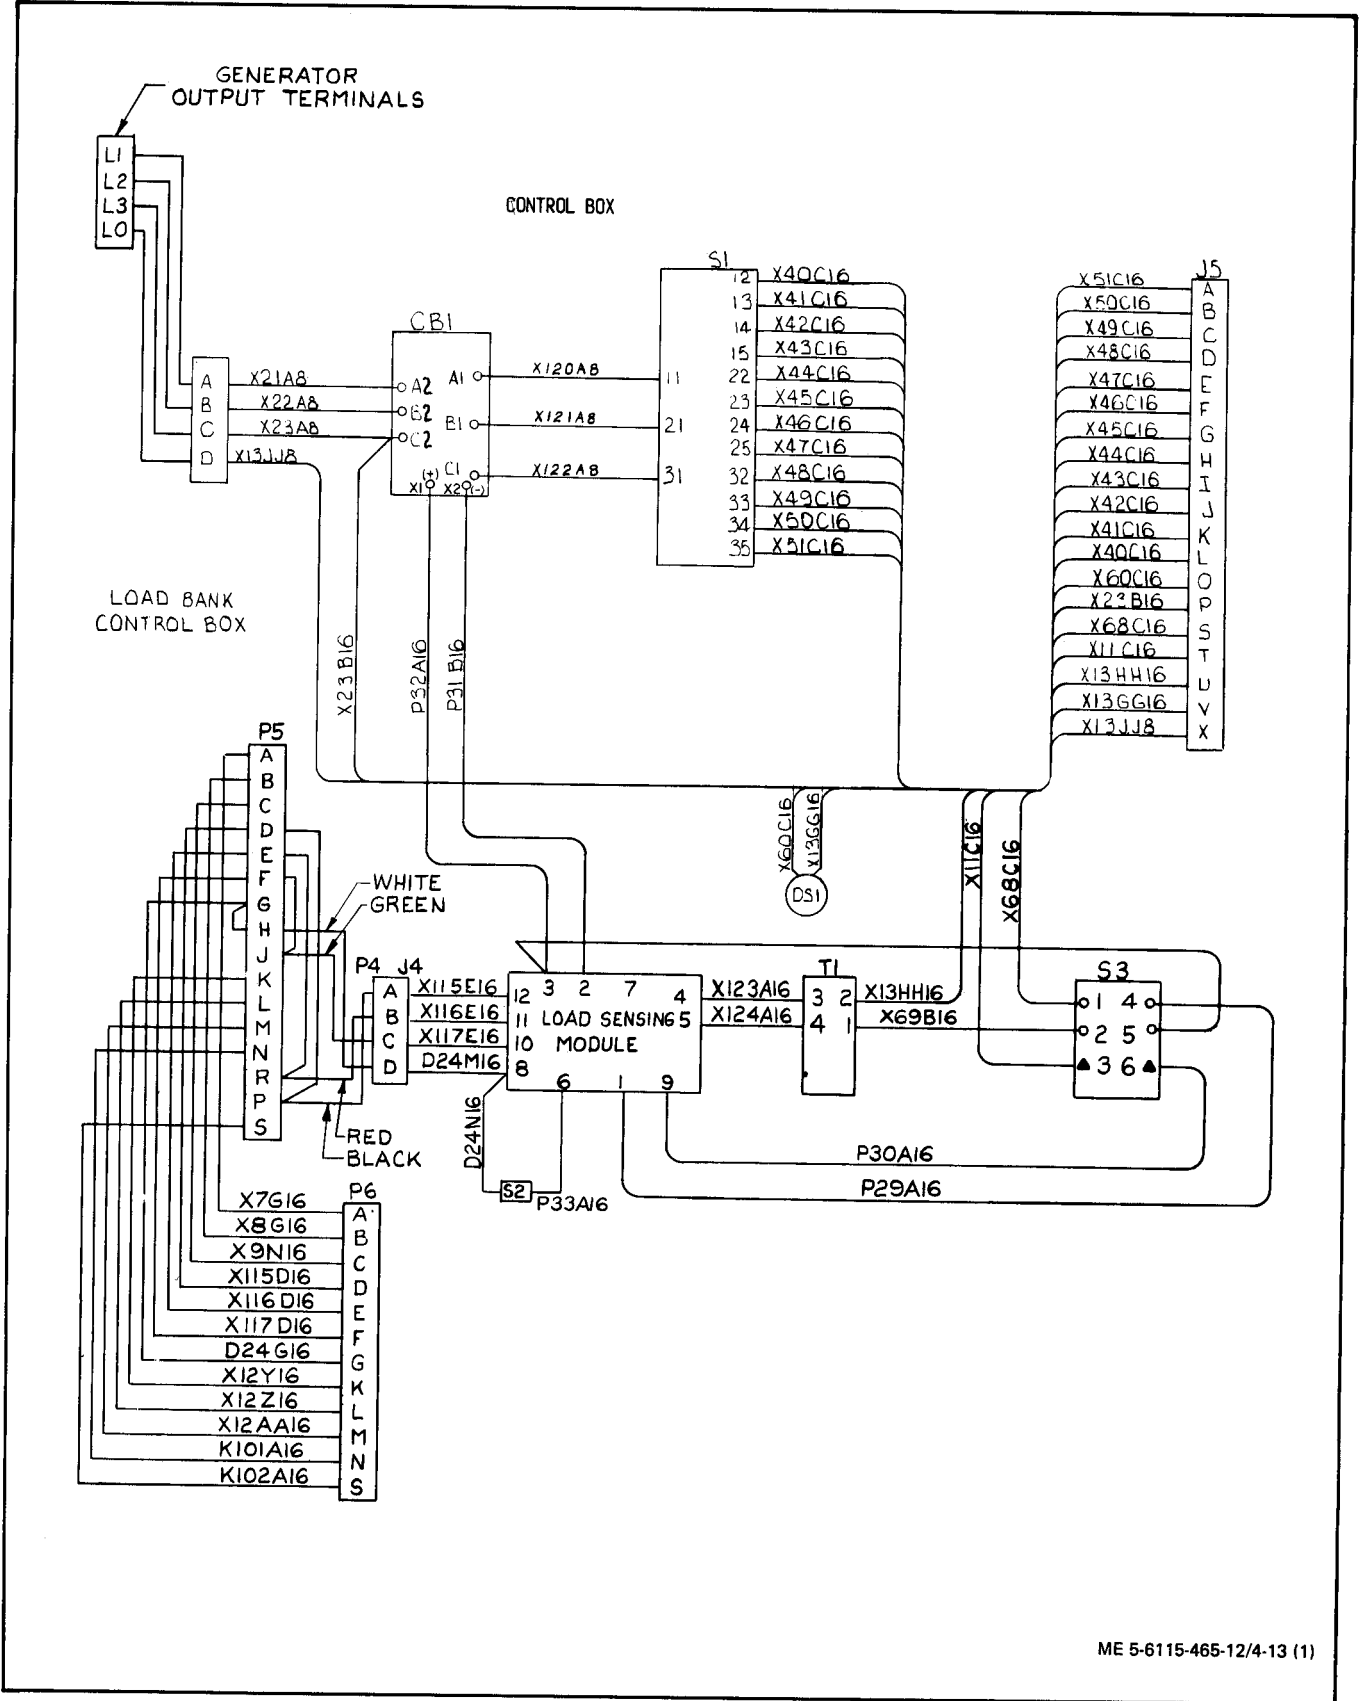 GENERATOR
OUTPUT TERMINALS
L1
L2
L3
LO
CONTROL BOX
A
B
C
D
X21A8
X22A8
X23A8
X13JJ8
CB1
A2
B2
C2
A1
B1
C1
(+)
X1
X2 (-)
X120A8
X121A8
X122A8
S1
11
21
31
12 X40C16
13 X41C16
14 X42C16
15 X43C16
22 X44C16
23 X45C16
24 X46C16
25 X47C16
32 X48C16
33 X49C16
34 X50C16
35 X51C16
J5
X51C16 A
X50C16 B
X49C16 C
X48C16 D
X47C16 E
X46C16 F
X45C16 G
X44C16 H
X43C16 I
X42C16 J
X41C16 K
X40C16 L
X60C16 O
X23B16 P
X68C16 S
X11C16 T
X13HH16 U
X13GG16 V
X13JJ8 X
LOAD BANK
CONTROL BOX
X23B16
P32A16
P31B16
X60C16
X13GG16
DS1
X11C16
X68C16
P5
A
B
C
D
E
F
G
H
J
K
L
M
N
R
P
S
WHITE
GREEN
RED
BLACK
P4 J4
A X115E16 12
B X116E16 11
C X117E16 10
D D24M16 8
3 2 7 4
LOAD SENSING 5
MODULE
6 1 9
X123A16
X124A16
T1
3 2
4 1
X13HH16
X69B16
S3
1 4
2 5
3 6
D24N16
S2
P33A16
P30A16
P29A16
P6
X7G16 A
X8G16 B
X9N16 C
X115D16 D
X116D16 E
X117D16 F
D24G16 G
X12Y16 K
X12Z16 L
X12AA16 M
K101A16 N
K102A16 S
ME 5-6115-465-12/4-13 (1)